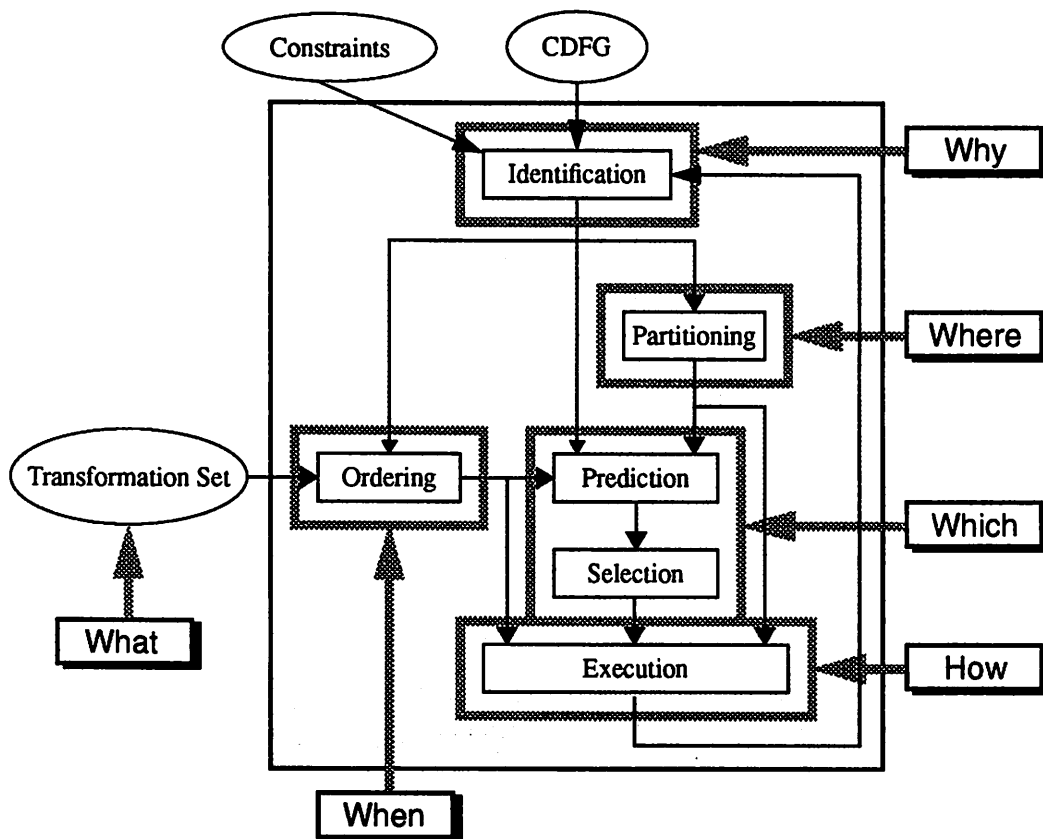 Constraints
CDFG
Identification
Why
Partitioning
Where
Transformation Set
Ordering
Prediction
Which
Selection
What
Execution
How
When